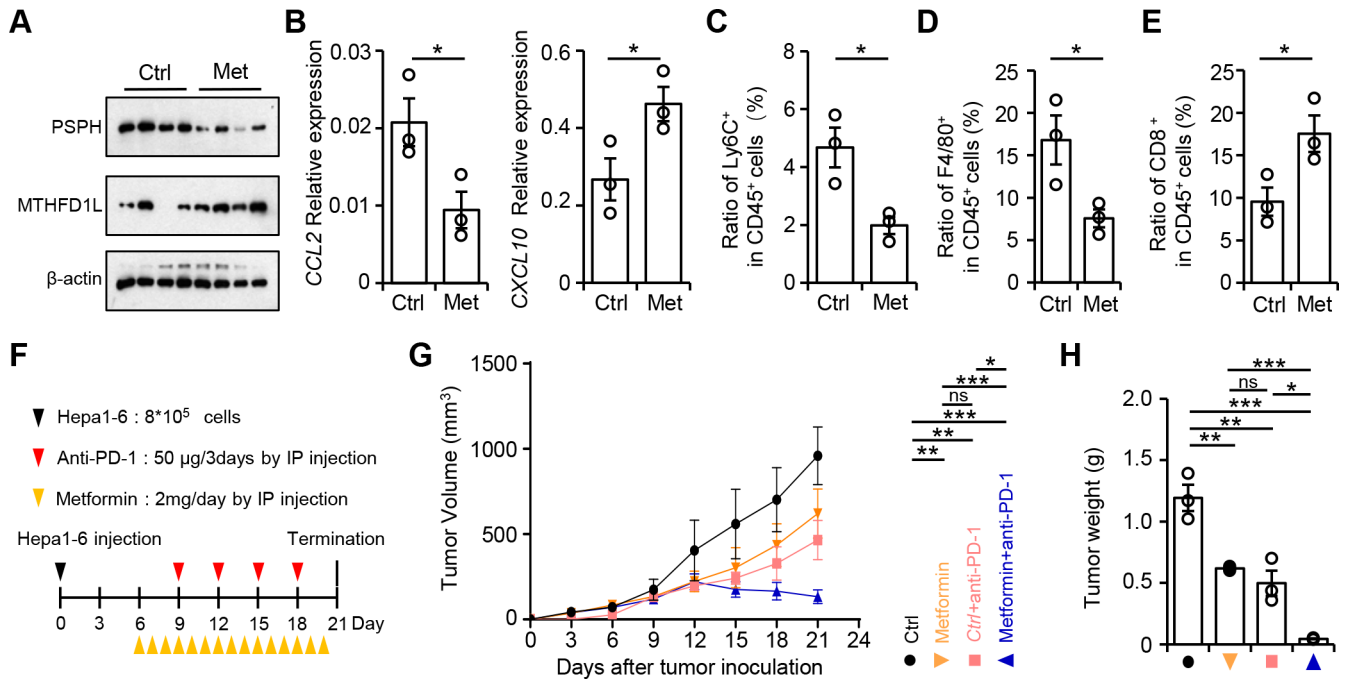 A
Ctrl Met
PSPH
MTHFD1L
β-actin
B
CCL2 Relative expression
0.03
0.02
0.01
0
*
Ctrl Met
CXCL10 Relative expression
0.6
0.4
0.2
0
*
Ctrl Met
C
Ratio of Ly6C+
in CD45+ cells (%)
8
6
4
2
0
*
Ctrl Met
D
Ratio of F4/80+
in CD45+ cells (%)
25
20
15
10
5
0
*
Ctrl Met
E
Ratio of CD8+
in CD45+ cells (%)
25
20
15
10
5
0
*
Ctrl Met
F
Hepa1-6 : 8*10⁵ cells
Anti-PD-1 : 50 µg/3days by IP injection
Metformin : 2mg/day by IP injection
Hepa1-6 injection Termination
0 3 6 9 12 15 18 21 Day
G
Tumor Volume (mm³)
1500
1000
500
0
0 3 6 9 12 15 18 21 24
Days after tumor inoculation
*
***
ns
***
**
**
Ctrl
Metformin
Ctrl+anti-PD-1
Metformin+anti-PD-1
H
Tumor weight (g)
2.0
1.5
1.0
0.5
0
***
ns *
***
**
**